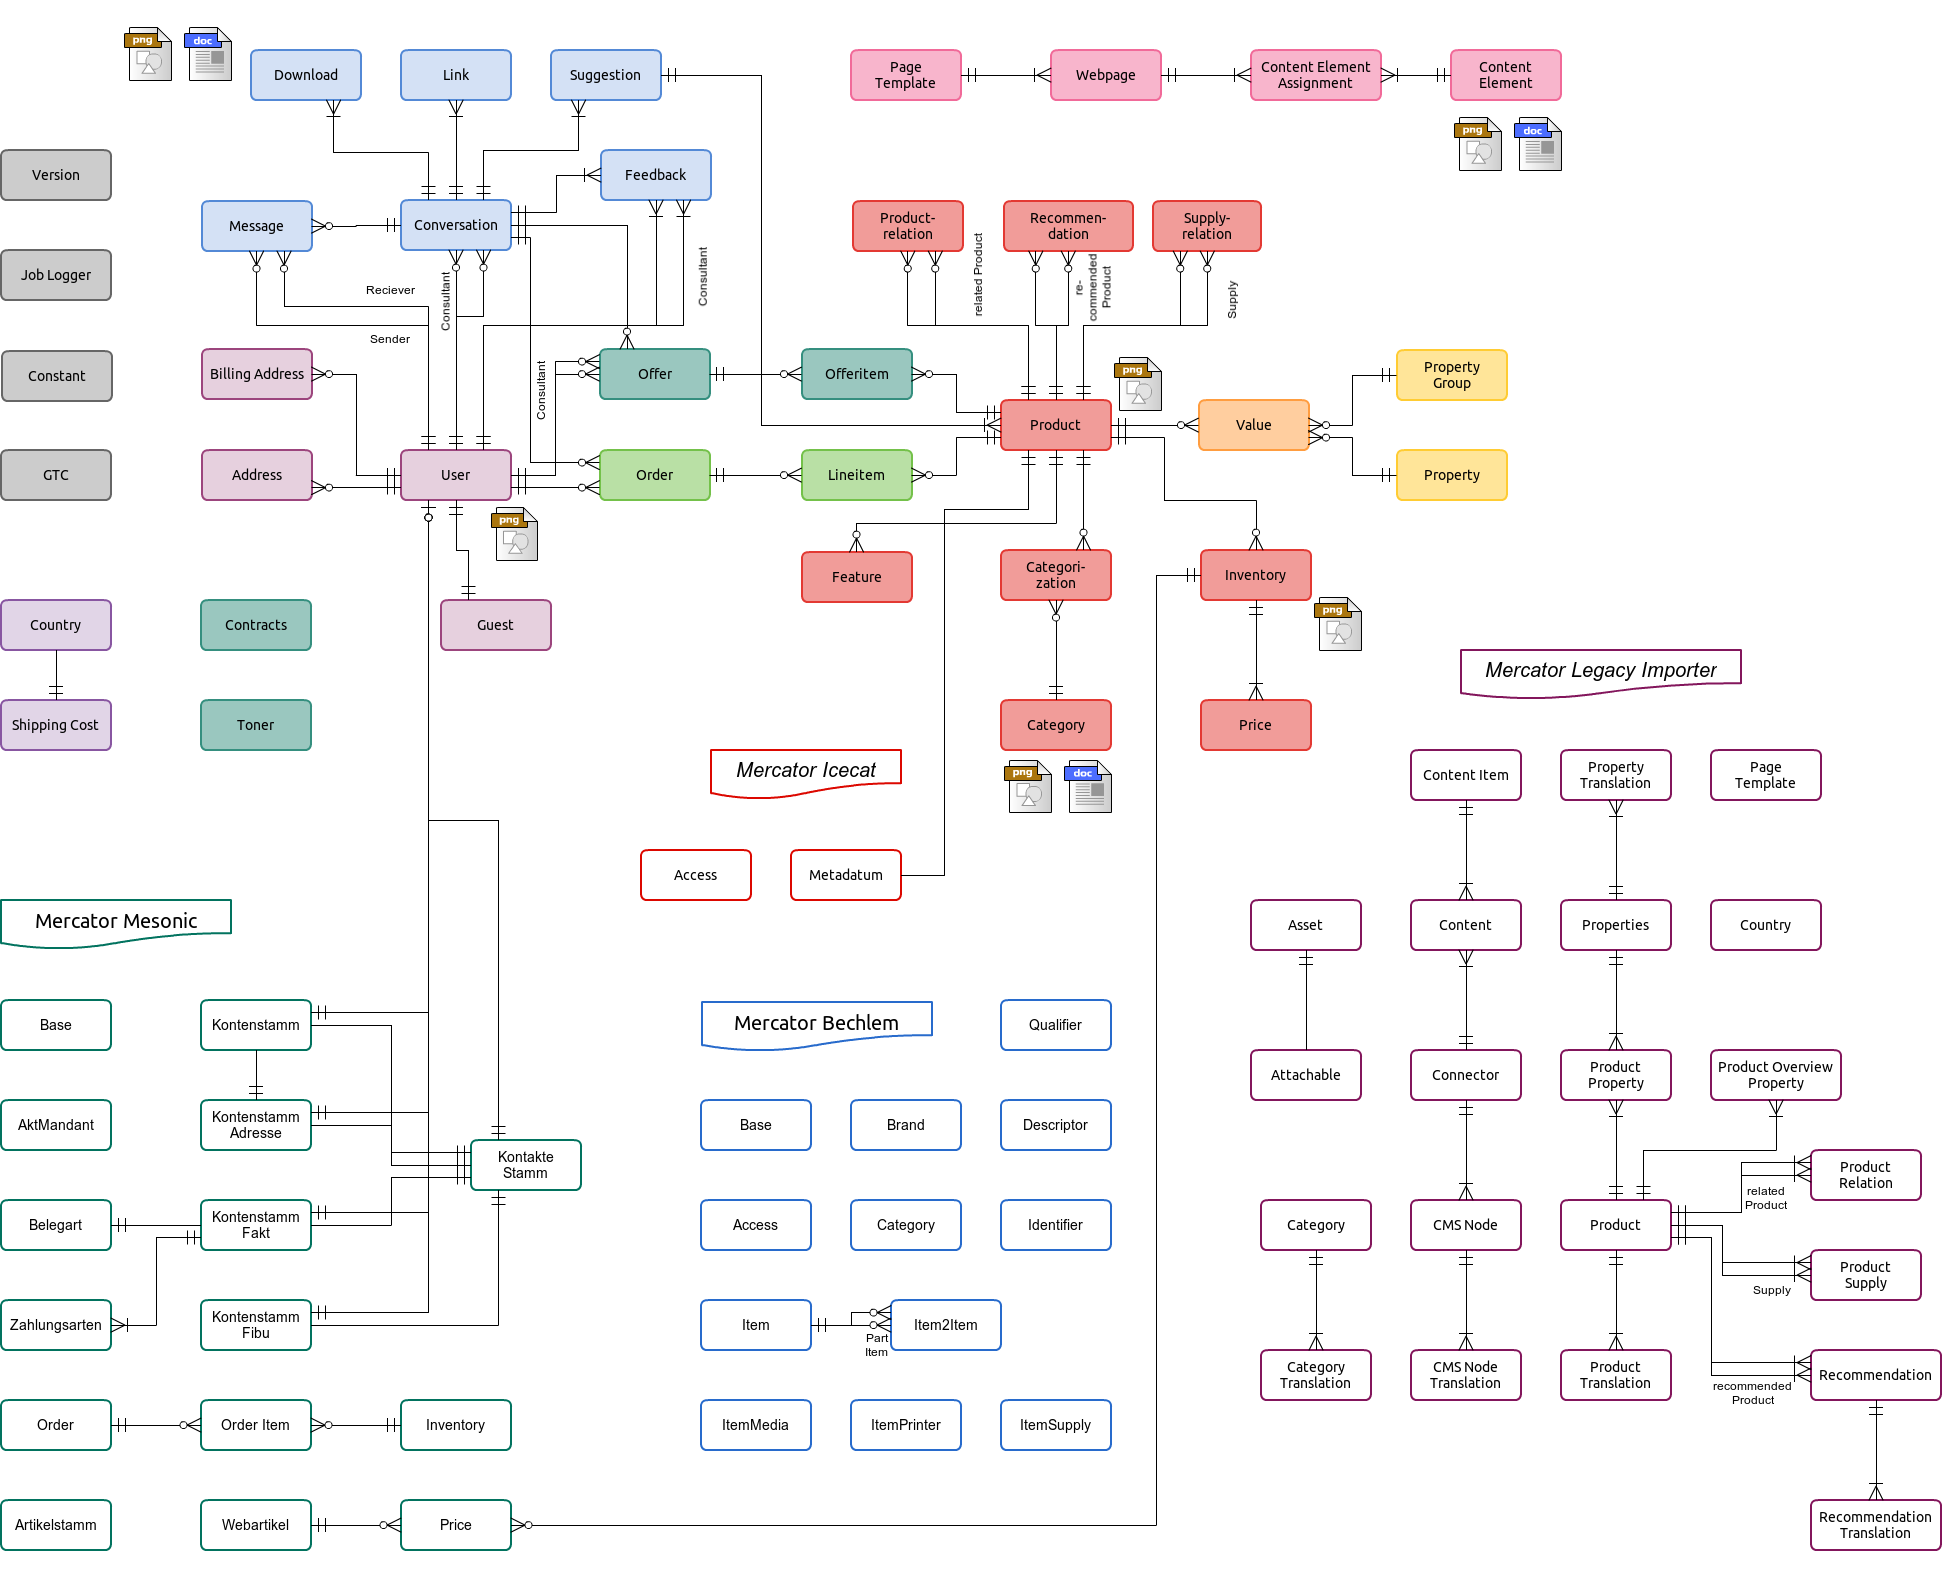 png
doc
Download
Link
Suggestion
Page
Template
Webpage
Content Element
Assignment
Content
Element
png
doc
Version
Feedback
Message
Conversation
Product-
relation
Recommen-
dation
Supply-
relation
Job Logger
Reciever
Sender
Consultant
Consultant
Consultant
related Product
re-
commended
Product
Supply
Constant
Billing Address
Offer
Offeritem
png
Property
Group
Product
Value
GTC
Address
User
Order
Lineitem
Property
png
Feature
Categori-
zation
Inventory
Country
Contracts
Guest
png
Mercator Legacy Importer
Shipping Cost
Toner
Category
Price
Mercator Icecat
png
doc
Content Item
Property
Translation
Page
Template
Access
Metadatum
Mercator Mesonic
Asset
Content
Properties
Country
Base
Kontenstamm
Mercator Bechlem
Qualifier
Attachable
Connector
Product
Property
Product Overview
Property
AktMandant
Kontenstamm
Adresse
Kontakte
Stamm
Base
Brand
Descriptor
Product
Relation
related
Product
Belegart
Kontenstamm
Fakt
Access
Category
Identifier
Category
CMS Node
Product
Product
Supply
Supply
Zahlungsarten
Kontenstamm
Fibu
Item
Part
Item
Item2Item
Category
Translation
CMS Node
Translation
Product
Translation
recommended
Product
Recommendation
Order
Order Item
Inventory
ItemMedia
ItemPrinter
ItemSupply
Artikelstamm
Webartikel
Price
Recommendation
Translation